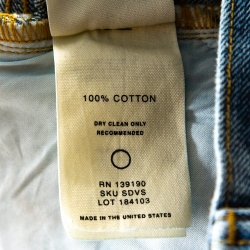 100% COTTON
DRY CLEAN ONLY
RECOMMENDED
RN 139190
SKU SDVS
LOT 184103
MADE IN THE UNITED STATES